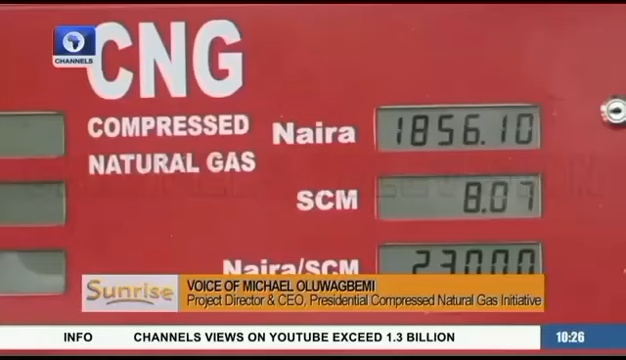 CHANNELS
CNG
COMPRESSED
NATURAL GAS
Naira
1856.10
SCM
8.07
Naira/SCM
230.00
Sunrise
VOICE OF MICHAEL OLUWAGBEMI
Project Director & CEO, Presidential Compressed Natural Gas Initiative
INFO
CHANNELS VIEWS ON YOUTUBE EXCEED 1.3 BILLION
10:26